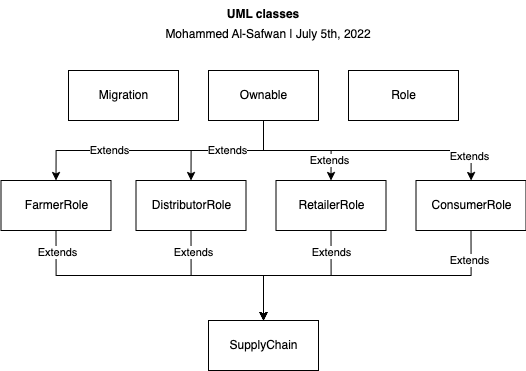 UML classes
Mohammed Al-Safwan | July 5th, 2022
Migration
Ownable
Role
Extends
Extends
Extends
Extends
FarmerRole
DistributorRole
RetailerRole
ConsumerRole
Extends
Extends
Extends
Extends
SupplyChain